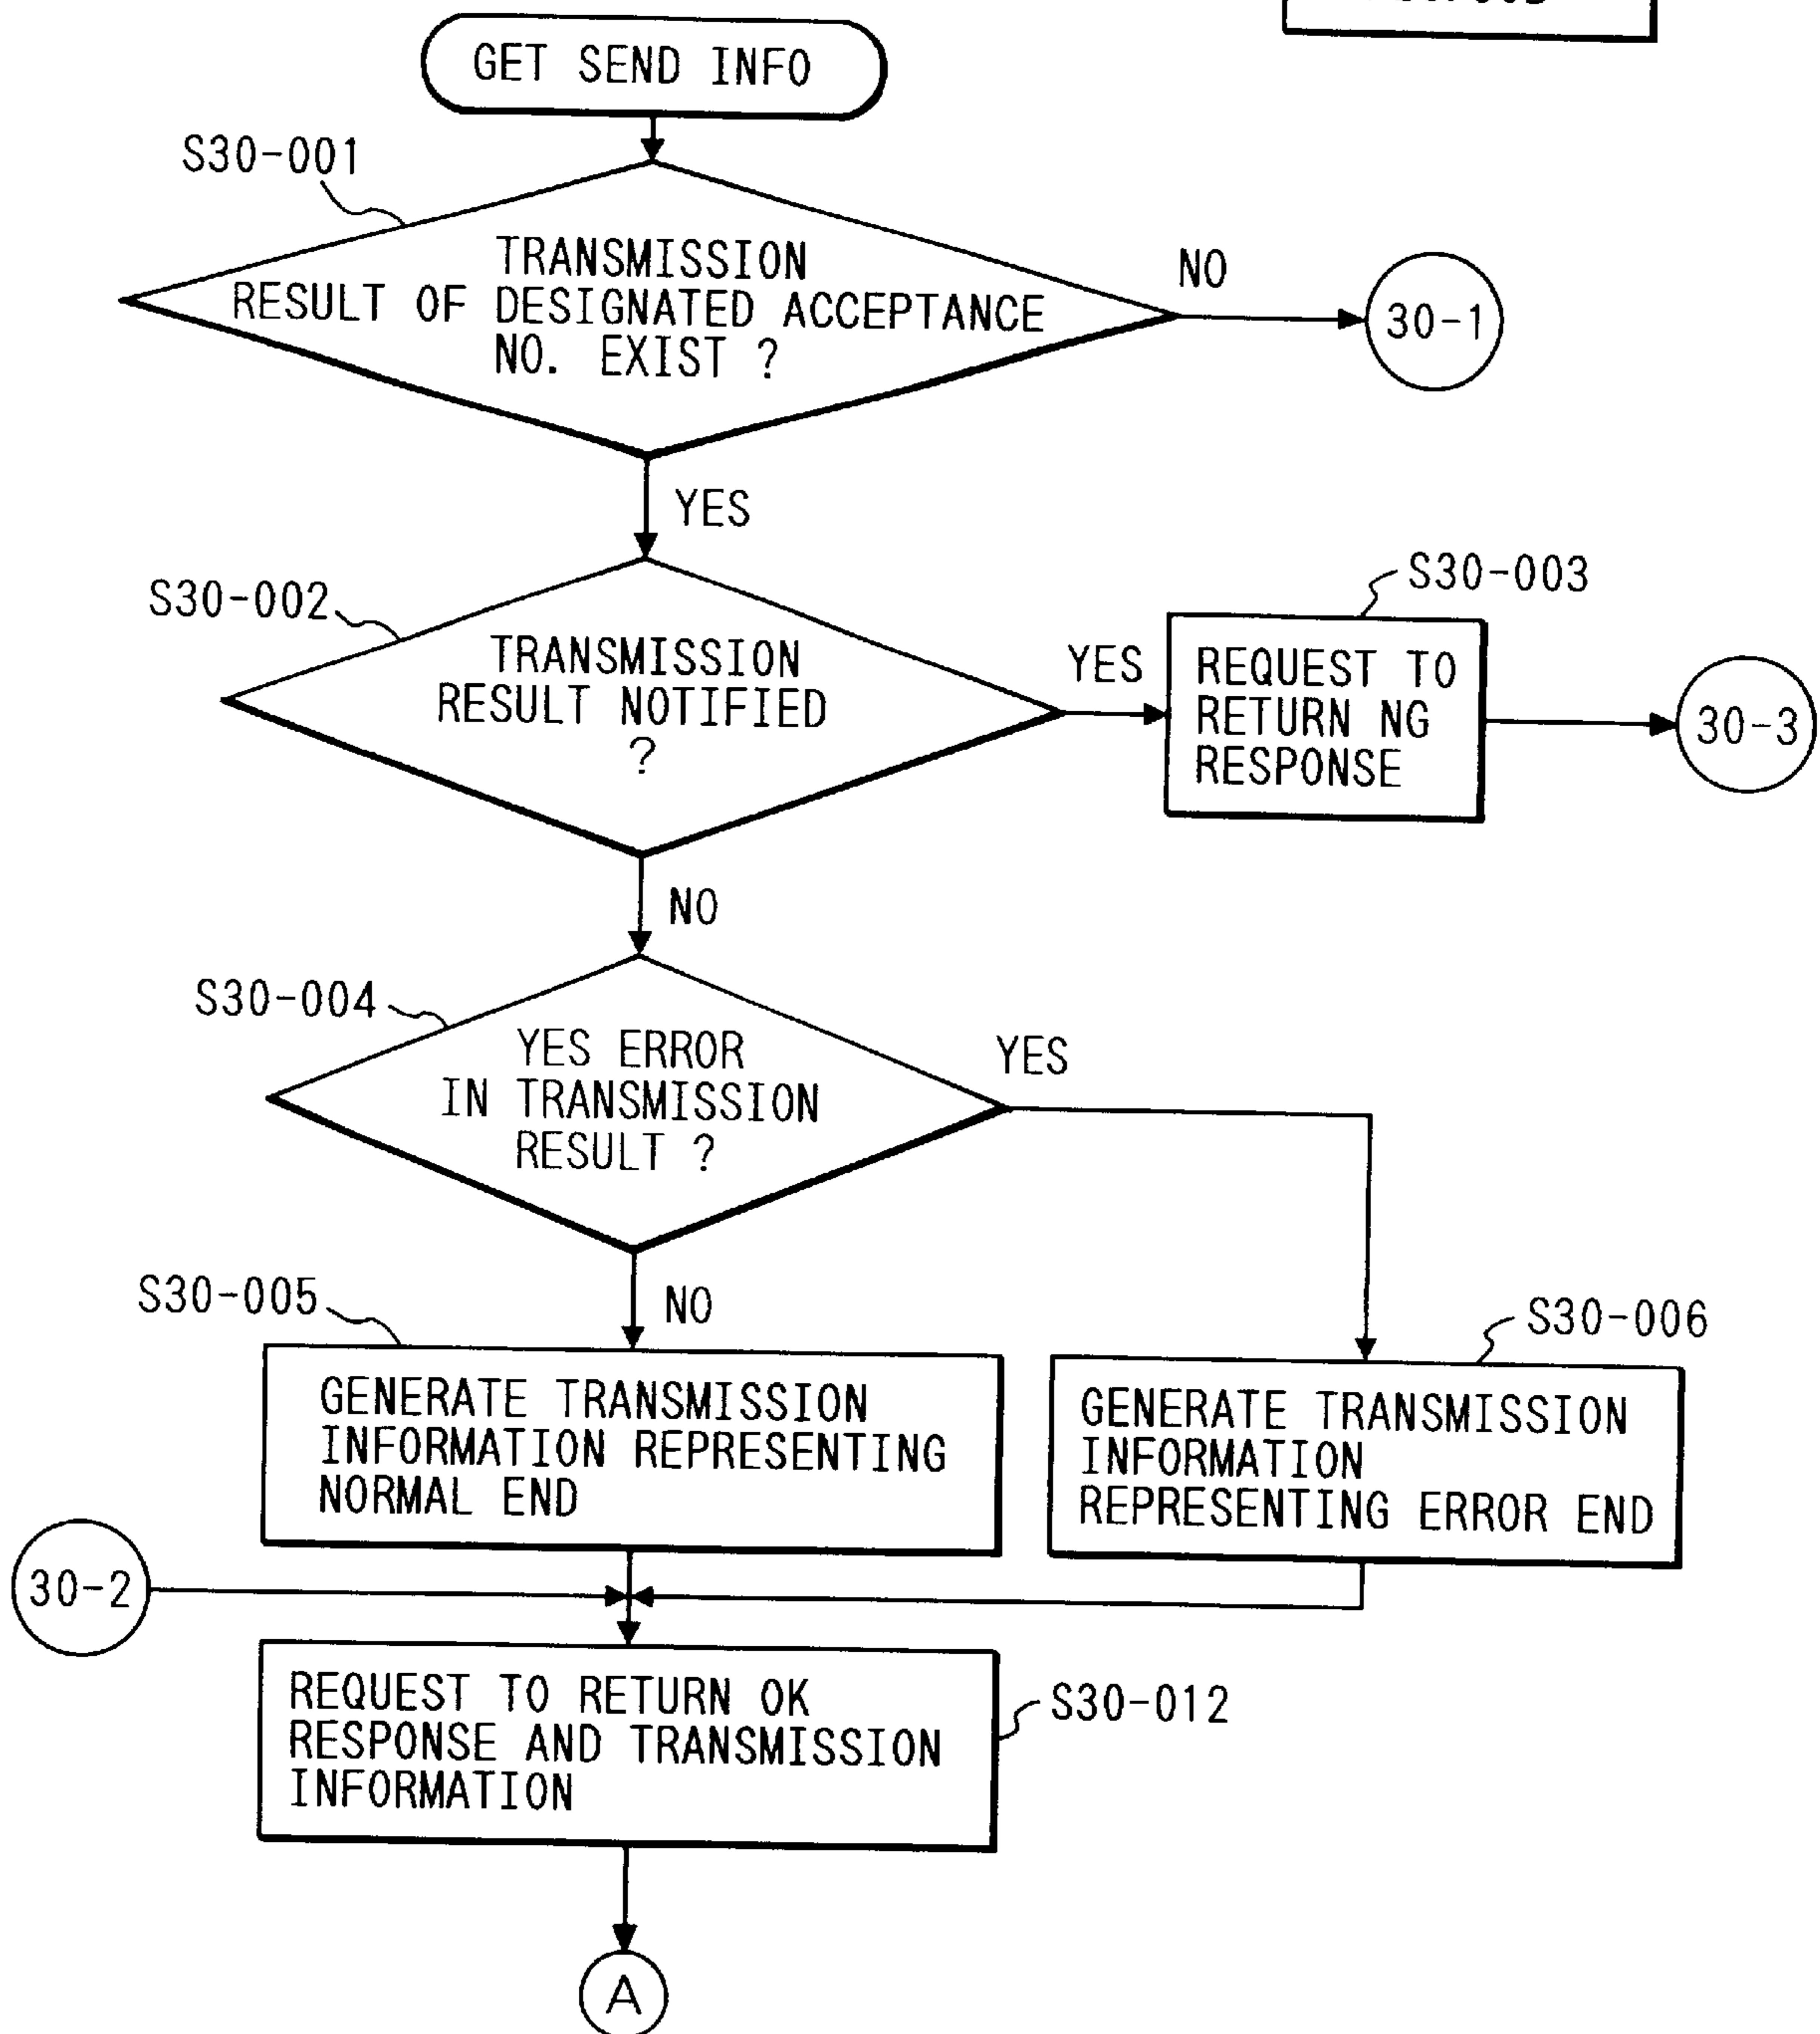 GET SEND INFO
S30-001
TRANSMISSION
RESULT OF DESIGNATED ACCEPTANCE
NO. EXIST ?
NO
30-1
YES
S30-002
TRANSMISSION
RESULT NOTIFIED
?
YES
S30-003
REQUEST TO
RETURN NG
RESPONSE
30-3
NO
S30-004
YES ERROR
IN TRANSMISSION
RESULT ?
YES
NO
S30-005
GENERATE TRANSMISSION
INFORMATION REPRESENTING
NORMAL END
S30-006
GENERATE TRANSMISSION
INFORMATION
REPRESENTING ERROR END
30-2
REQUEST TO RETURN OK
RESPONSE AND TRANSMISSION
INFORMATION
S30-012
A